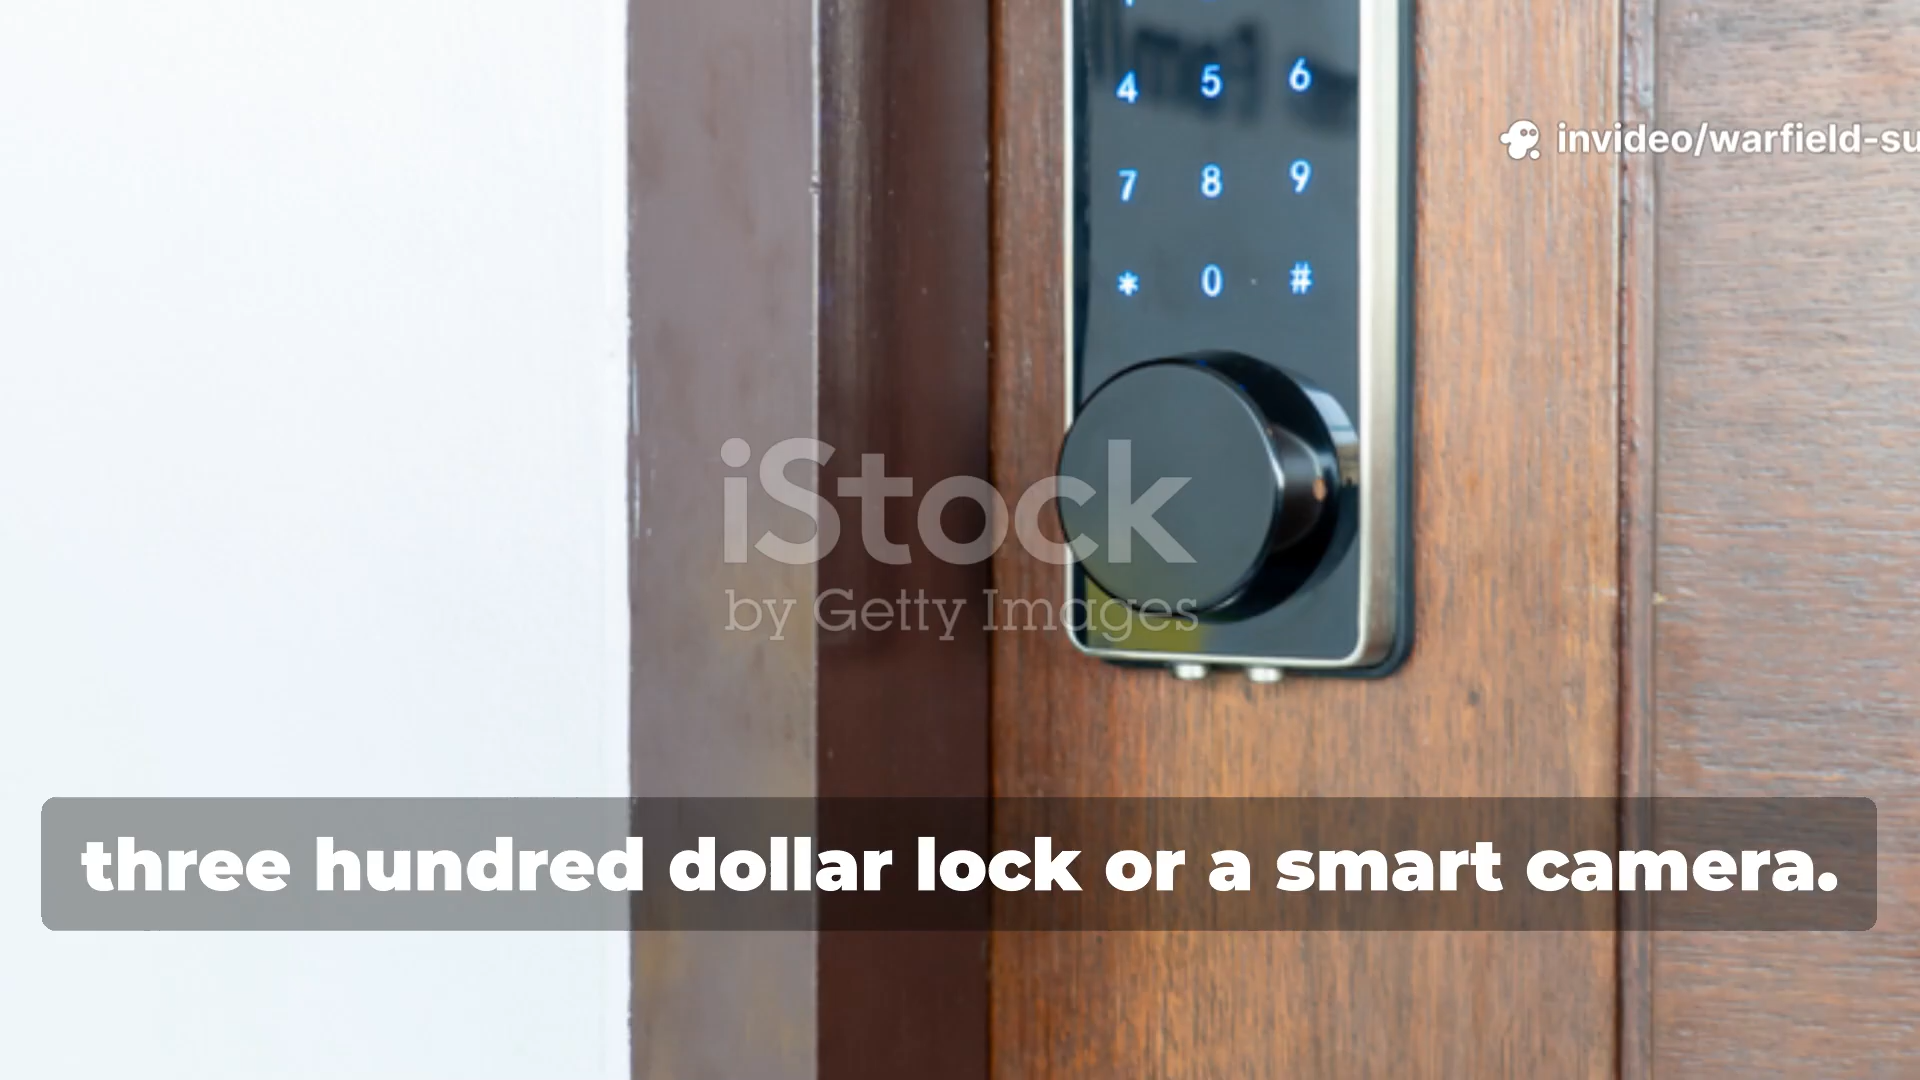 4 5 6
invideo/warfield-su
7 8 9
* 0 #
iStock
by Getty Images
three hundred dollar lock or a smart camera.